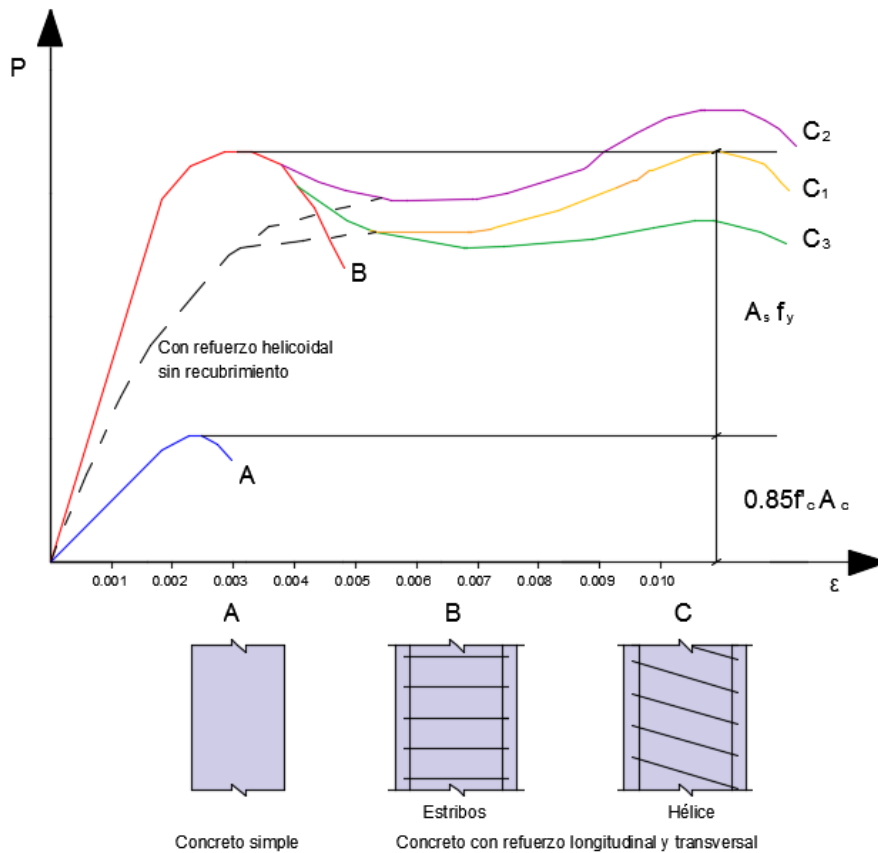 P
C₂
C₁
C₃
B
Aₛ f_y
Con refuerzo helicoidal
sin recubrimiento
A
0.85f'c A c
0.001 0.002 0.003 0.004 0.005 0.006 0.007 0.008 0.009 0.010
ε
A B C
Estribos Hélice
Concreto simple Concreto con refuerzo longitudinal y transversal